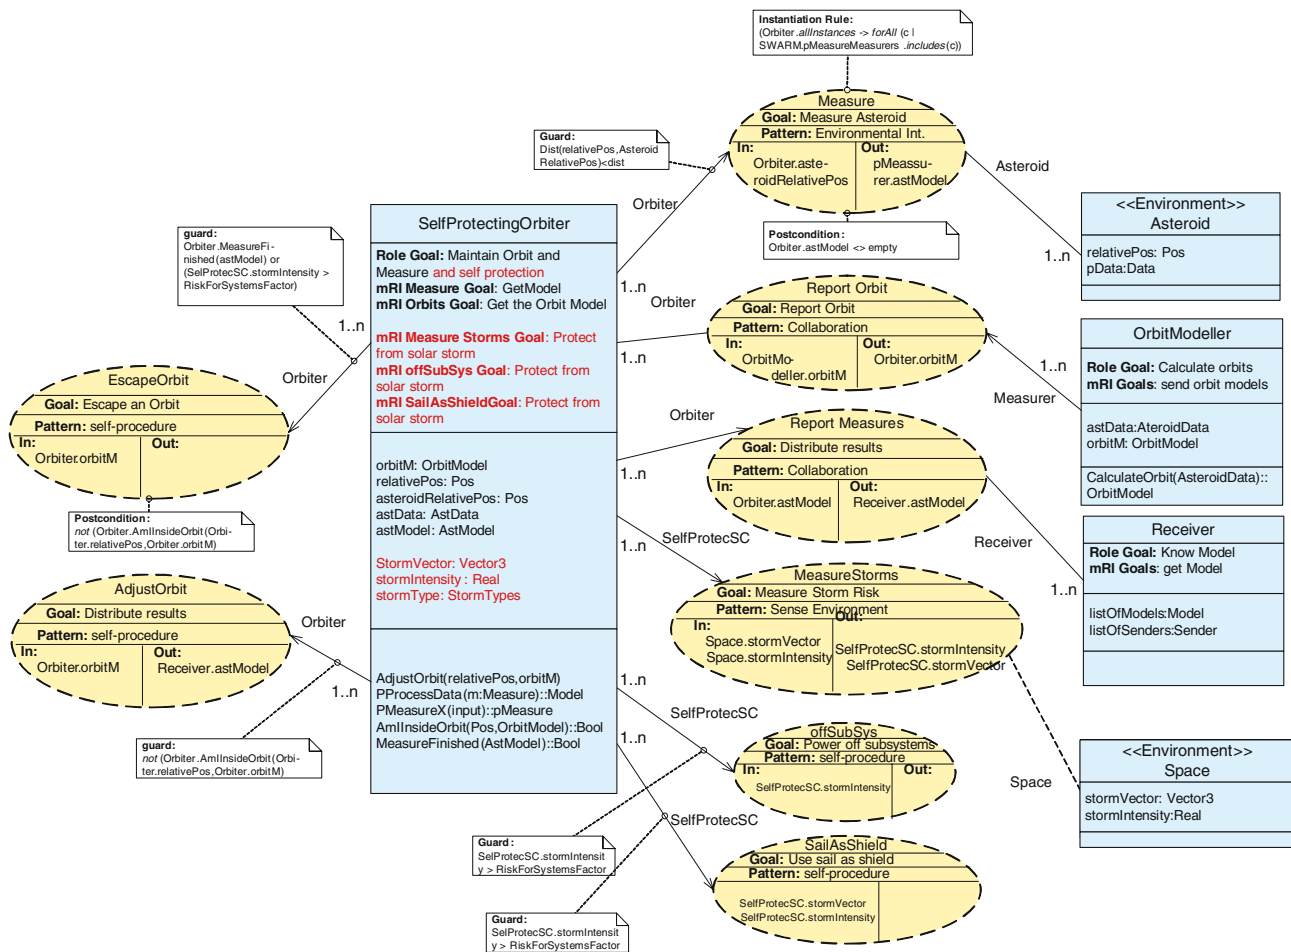 Instantiation Rule:
(Orbiter.allInstances -> forAll (c |
SWARM.pMeasureMeasurers .includes(c))
Measure
Goal: Measure Asteroid
Pattern: Environmental Int.
In:
Orbiter.aste-
roidRelativePos
Out:
pMeassu-
rer.astModel
Guard:
Dist(relativePos,Asteroid
RelativePos)<dist
Postcondition:
Orbiter.astModel <> empty
Asteroid
1..n
<<Environment>>
Asteroid
relativePos: Pos
pData:Data
Orbiter
1..n
SelfProtectingOrbiter
Role Goal: Maintain Orbit and
Measure and self protection
mRI Measure Goal: GetModel
mRI Orbits Goal: Get the Orbit Model
mRI Measure Storms Goal: Protect
from solar storm
mRI offSubSys Goal: Protect from
solar storm
mRI SailAsShieldGoal: Protect from
solar storm
orbitM: OrbitModel
relativePos: Pos
asteroidRelativePos: Pos
astData: AstData
astModel: AstModel
StormVector: Vector3
stormIntensity : Real
stormType: StormTypes
AdjustOrbit(relativePos,orbitM)
PProcessData(m:Measure)::Model
PMeasureX(input)::pMeasure
AmIInsideOrbit(Pos,OrbitModel)::Bool
MeasureFinished(AstModel)::Bool
guard:
Orbiter.MeasureFi-
nished(astModel) or
(SelProtecSC.stormIntensity >
RiskForSystemsFactor)
1..n
Orbiter
EscapeOrbit
Goal: Escape an Orbit
Pattern: self-procedure
In:
Orbiter.orbitM
Out:
Postcondition:
not (Orbiter.AmIInsideOrbit(Orbi-
ter.relativePos,Orbiter.orbitM)
AdjustOrbit
Goal: Distribute results
Pattern: self-procedure
In:
Orbiter.orbitM
Out:
Receiver.astModel
Orbiter
1..n
guard:
not (Orbiter.AmIInsideOrbit(Orbi-
ter.relativePos,Orbiter.orbitM)
Orbiter
1..n
Report Orbit
Goal: Report Orbit
Pattern: Collaboration
In:
OrbitMo-
deller.orbitM
Out:
Orbiter.orbitM
1..n
Measurer
OrbitModeller
Role Goal: Calculate orbits
mRI Goals: send orbit models
astData:AteroidData
orbitM: OrbitModel
CalculateOrbit(AsteroidData)::
OrbitModel
Orbiter
1..n
Report Measures
Goal: Distribute results
Pattern: Collaboration
In:
Orbiter.astModel
Out:
Receiver.astModel
Receiver
1..n
Receiver
Role Goal: Know Model
mRI Goals: get Model
listOfModels:Model
listOfSenders:Sender
SelfProtecSC
1..n
MeasureStorms
Goal: Measure Storm Risk
Pattern: Sense Environment
In:
Space.stormVector
Space.stormIntensity
Out:
SelfProtecSC.stormIntensity
SelfProtecSC.stormVector
Space
<<Environment>>
Space
stormVector: Vector3
stormIntensity:Real
1..n
SelfProtecSC
offSubSys
Goal: Power off subsystems
Pattern: self-procedure
In:
SelfProtecSC.stormIntensity
Out:
1..n
SelfProtecSC
SailAsShield
Goal: Use sail as shield
Pattern: self-procedure
SelfProtecSC.stormVector
SelfProtecSC.stormIntensity
Guard:
SelProtecSC.stormIntensit
y > RiskForSystemsFactor
Guard:
SelProtecSC.stormIntensit
y > RiskForSystemsFactor